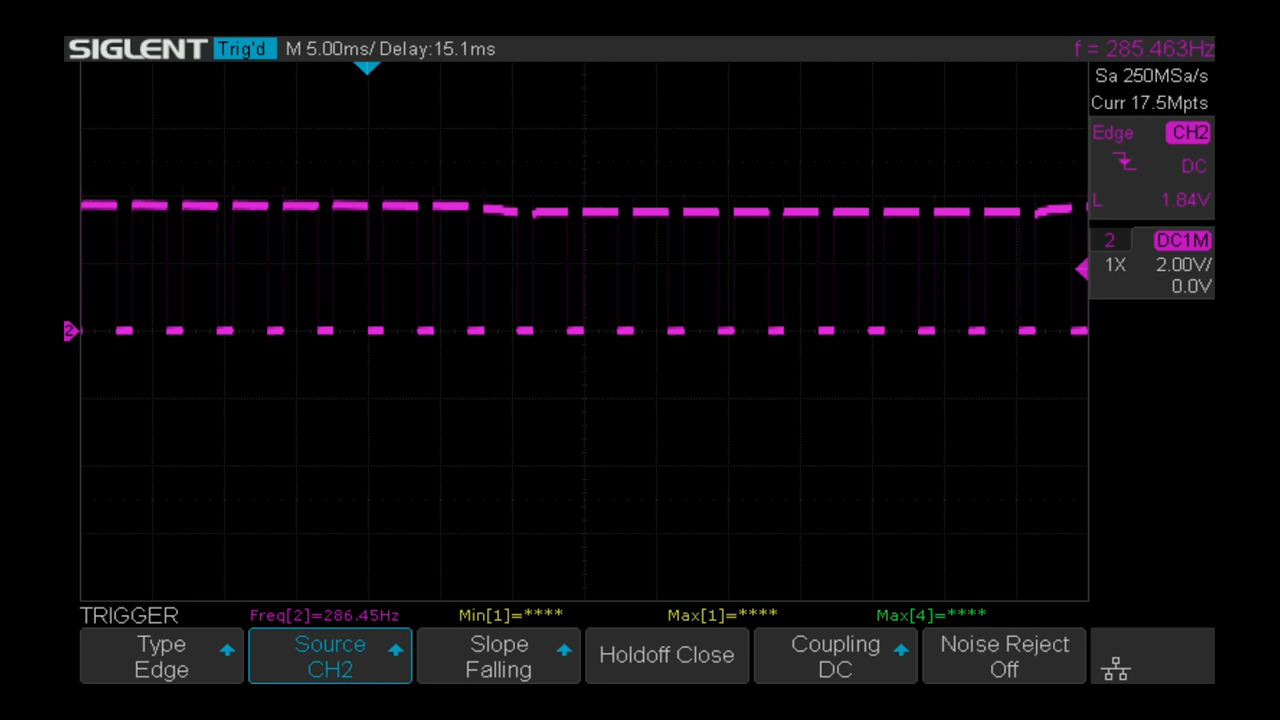 SIGLENT Trig'd M 5.00ms/ Delay:15.1ms f = 285.463Hz
Sa 250MSa/s
Curr 17.5Mpts
Edge CH2
DC
L 1.84V
2 DC1M
1X 2.00V/
0.0V
2
TRIGGER Freq[2]=286.45Hz Min[1]=**** Max[1]=**** Max[4]=****
Type Source Slope Holdoff Close Coupling Noise Reject
Edge CH2 Falling DC Off